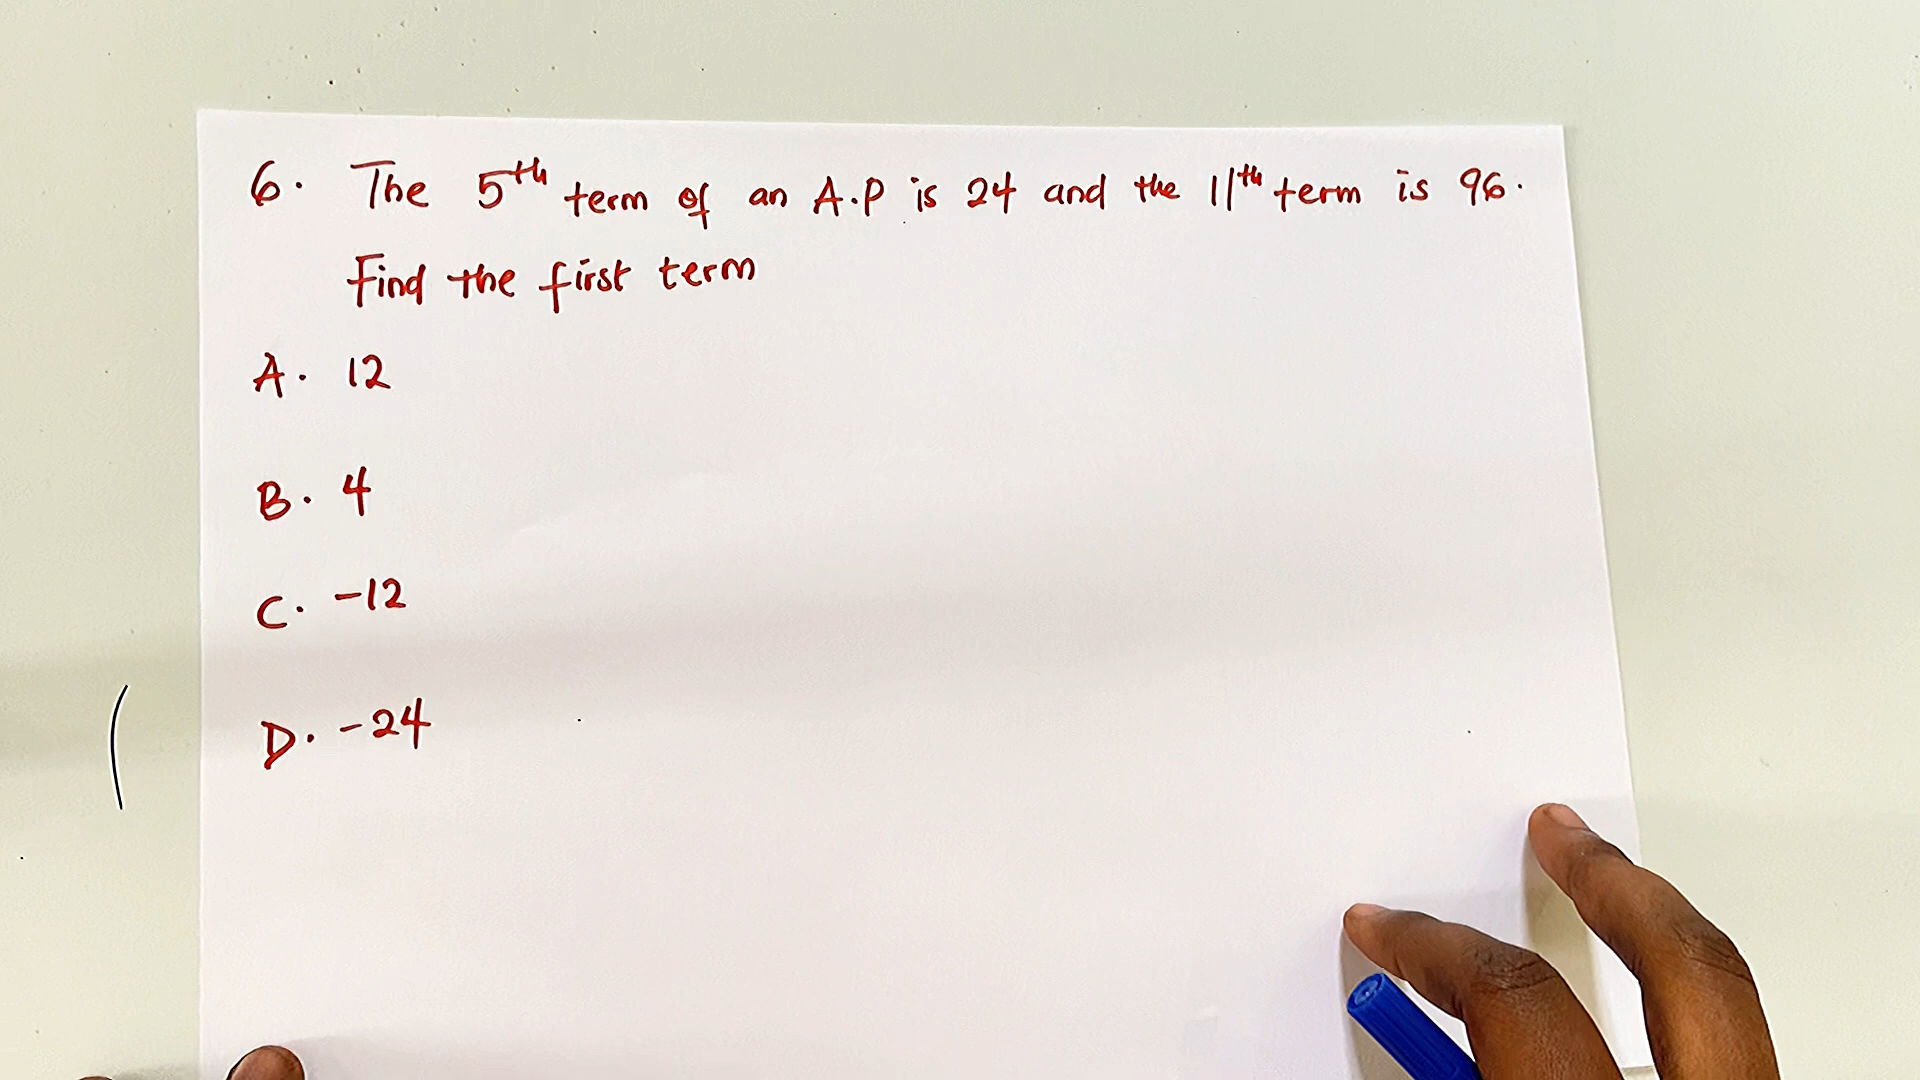 6. The 5th term of an A.P is 24 and the 11th term is 96.
Find the first term
A. 12
B. 4
C. -12
D. -24